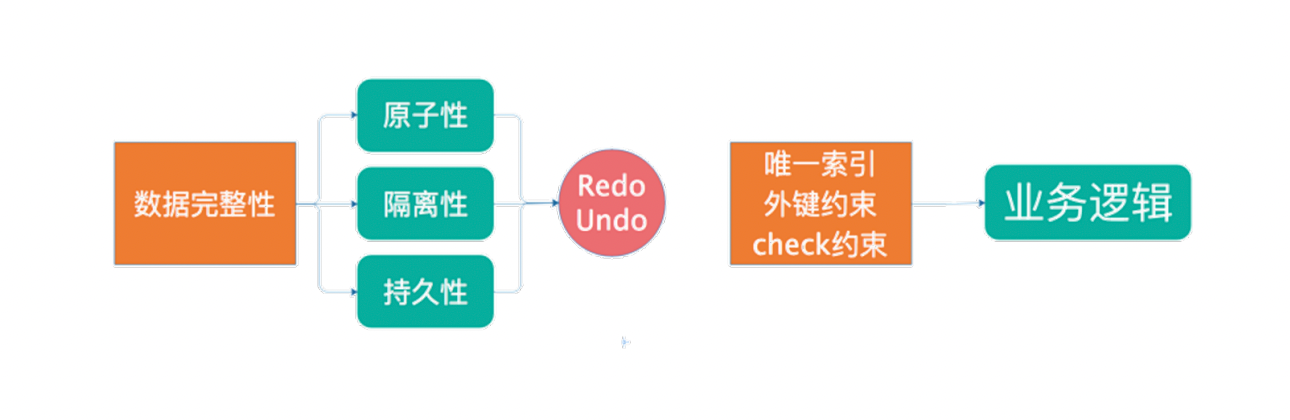 数据完整性
原子性
隔离性
持久性
Redo
Undo
唯一索引
外键约束
check约束
业务逻辑